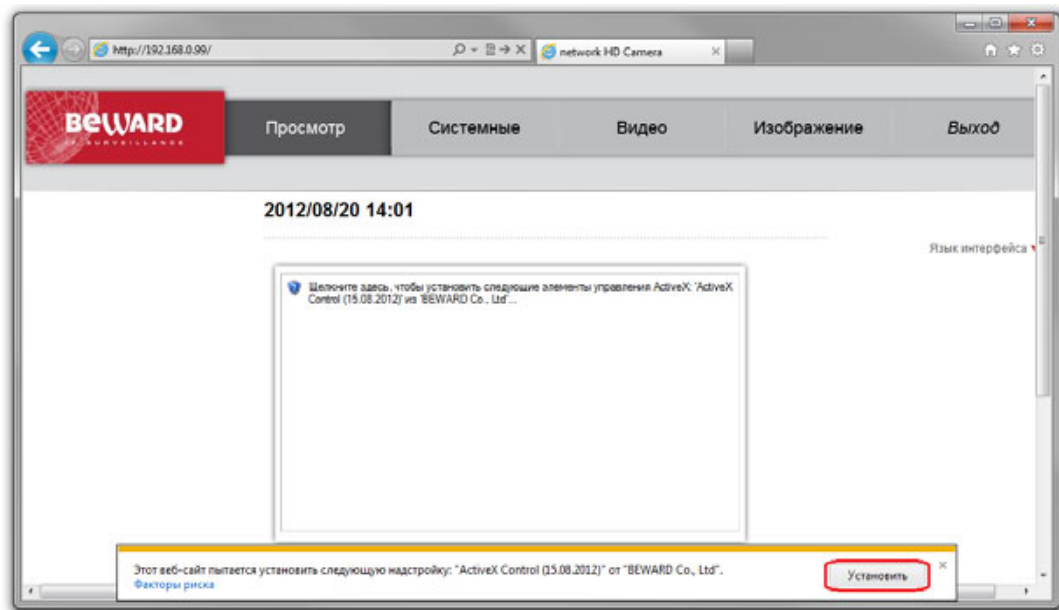 http://192.168.0.99/
network HD Camera
BEWARD
IP SURVEILLANCE
Просмотр
Системные
Видео
Изображение
Выход
2012/08/20 14:01
Язык интерфейса
Щелкните здесь, чтобы установить следующие элементы управления ActiveX: 'ActiveX
Control (15.08.2012)' из 'BEWARD Co., Ltd'...
Этот веб-сайт пытается установить следующую надстройку: "ActiveX Control (15.08.2012)" от "BEWARD Co., Ltd".
Факторы риска
Установить